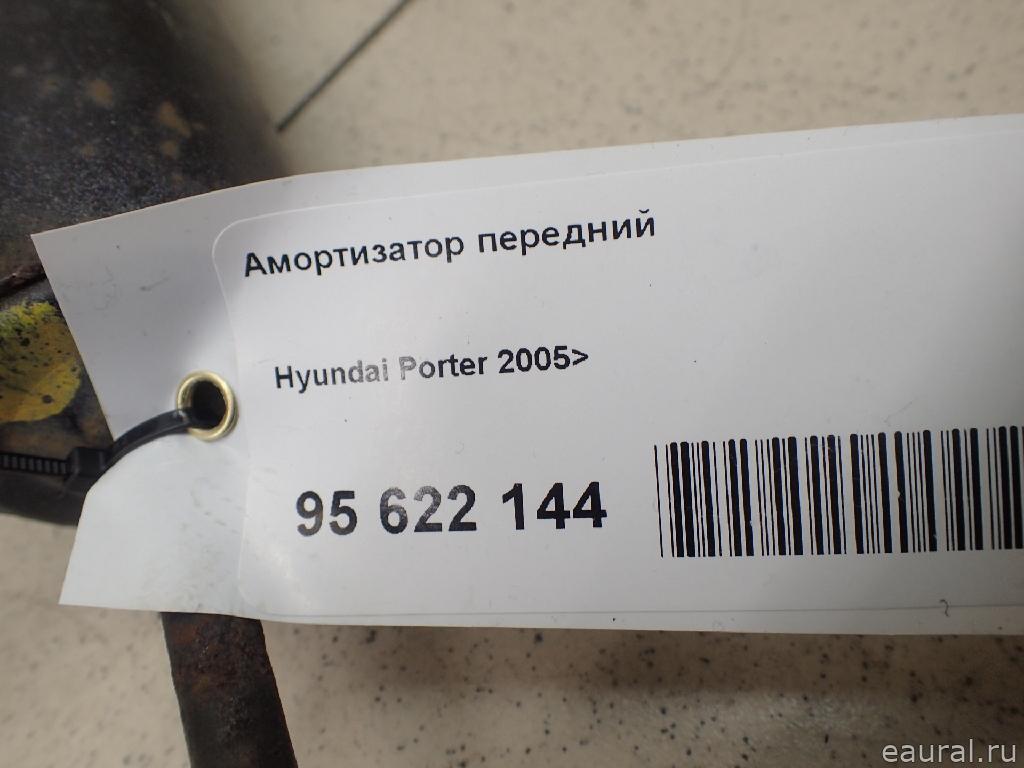 Амортизатор передний
Hyundai Porter 2005>
95 622 144
eaural.ru